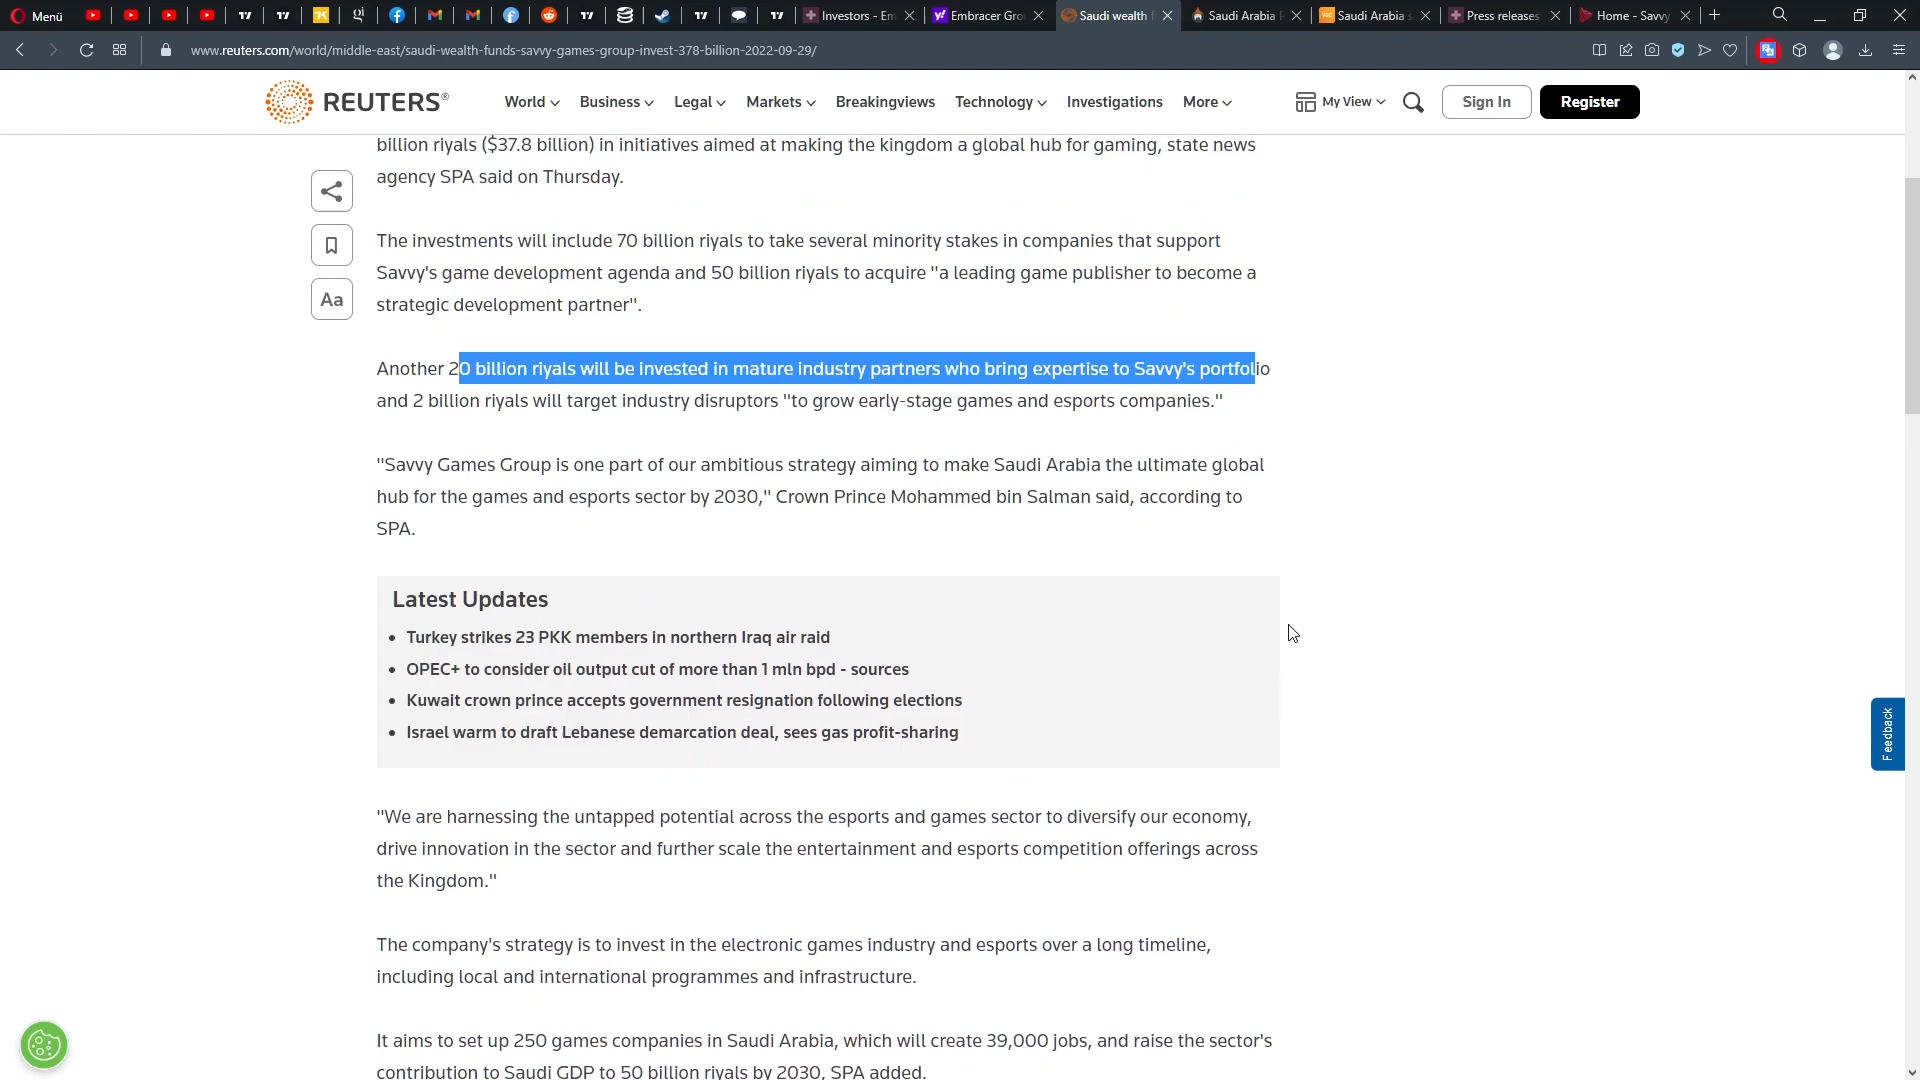 Menü
Investors - Em
Embracer Gro
Saudi wealth f
Saudi Arabia P
Saudi Arabia s
Press releases
Home - Savvy
www.reuters.com/world/middle-east/saudi-wealth-funds-savvy-games-group-invest-378-billion-2022-09-29/
REUTERS®
World
Business
Legal
Markets
Breakingviews
Technology
Investigations
More
My View
Sign In
Register
billion riyals ($37.8 billion) in initiatives aimed at making the kingdom a global hub for gaming, state news
agency SPA said on Thursday.
Aa
The investments will include 70 billion riyals to take several minority stakes in companies that support
Savvy's game development agenda and 50 billion riyals to acquire "a leading game publisher to become a
strategic development partner".
Another 20 billion riyals will be invested in mature industry partners who bring expertise to Savvy's portfolio
and 2 billion riyals will target industry disruptors "to grow early-stage games and esports companies."
"Savvy Games Group is one part of our ambitious strategy aiming to make Saudi Arabia the ultimate global
hub for the games and esports sector by 2030," Crown Prince Mohammed bin Salman said, according to
SPA.
Latest Updates
Turkey strikes 23 PKK members in northern Iraq air raid
OPEC+ to consider oil output cut of more than 1 mln bpd - sources
Kuwait crown prince accepts government resignation following elections
Israel warm to draft Lebanese demarcation deal, sees gas profit-sharing
Feedback
"We are harnessing the untapped potential across the esports and games sector to diversify our economy,
drive innovation in the sector and further scale the entertainment and esports competition offerings across
the Kingdom."
The company's strategy is to invest in the electronic games industry and esports over a long timeline,
including local and international programmes and infrastructure.
It aims to set up 250 games companies in Saudi Arabia, which will create 39,000 jobs, and raise the sector's
contribution to Saudi GDP to 50 billion riyals by 2030, SPA added.